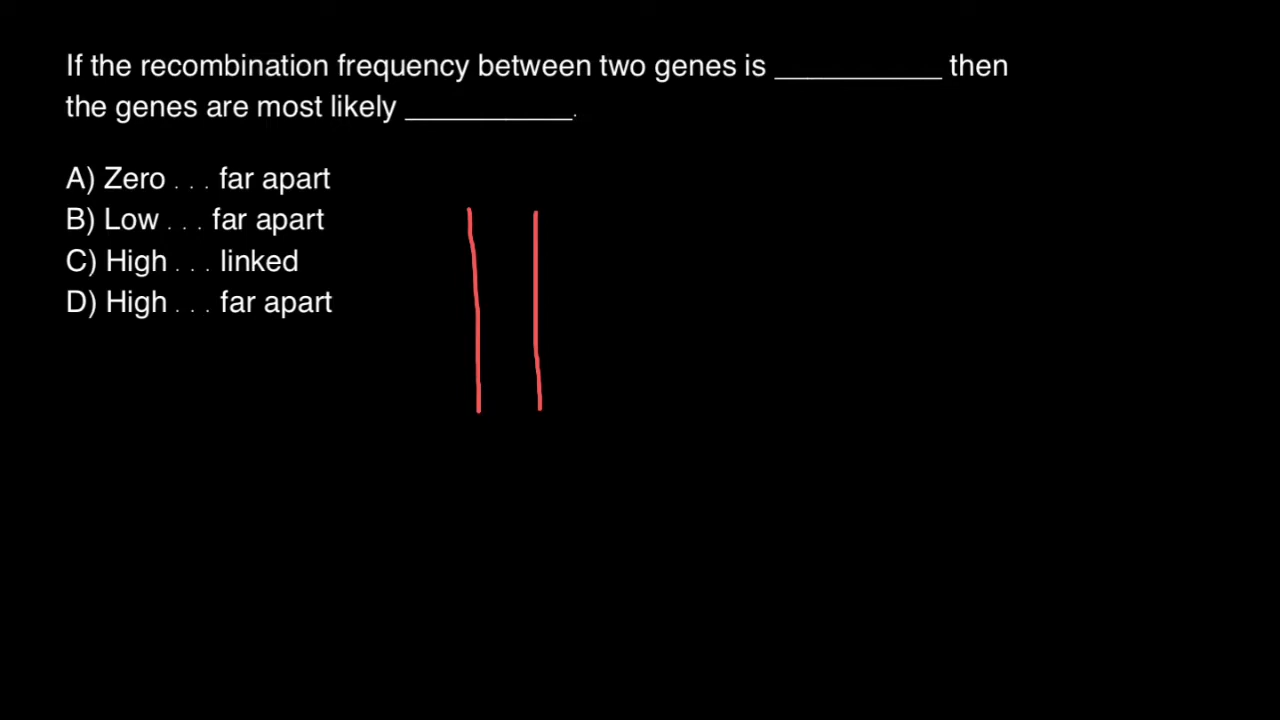 If the recombination frequency between two genes is ___________ then
the genes are most likely ___________.
A) Zero . . . far apart
B) Low . . . far apart
C) High . . . linked
D) High . . . far apart